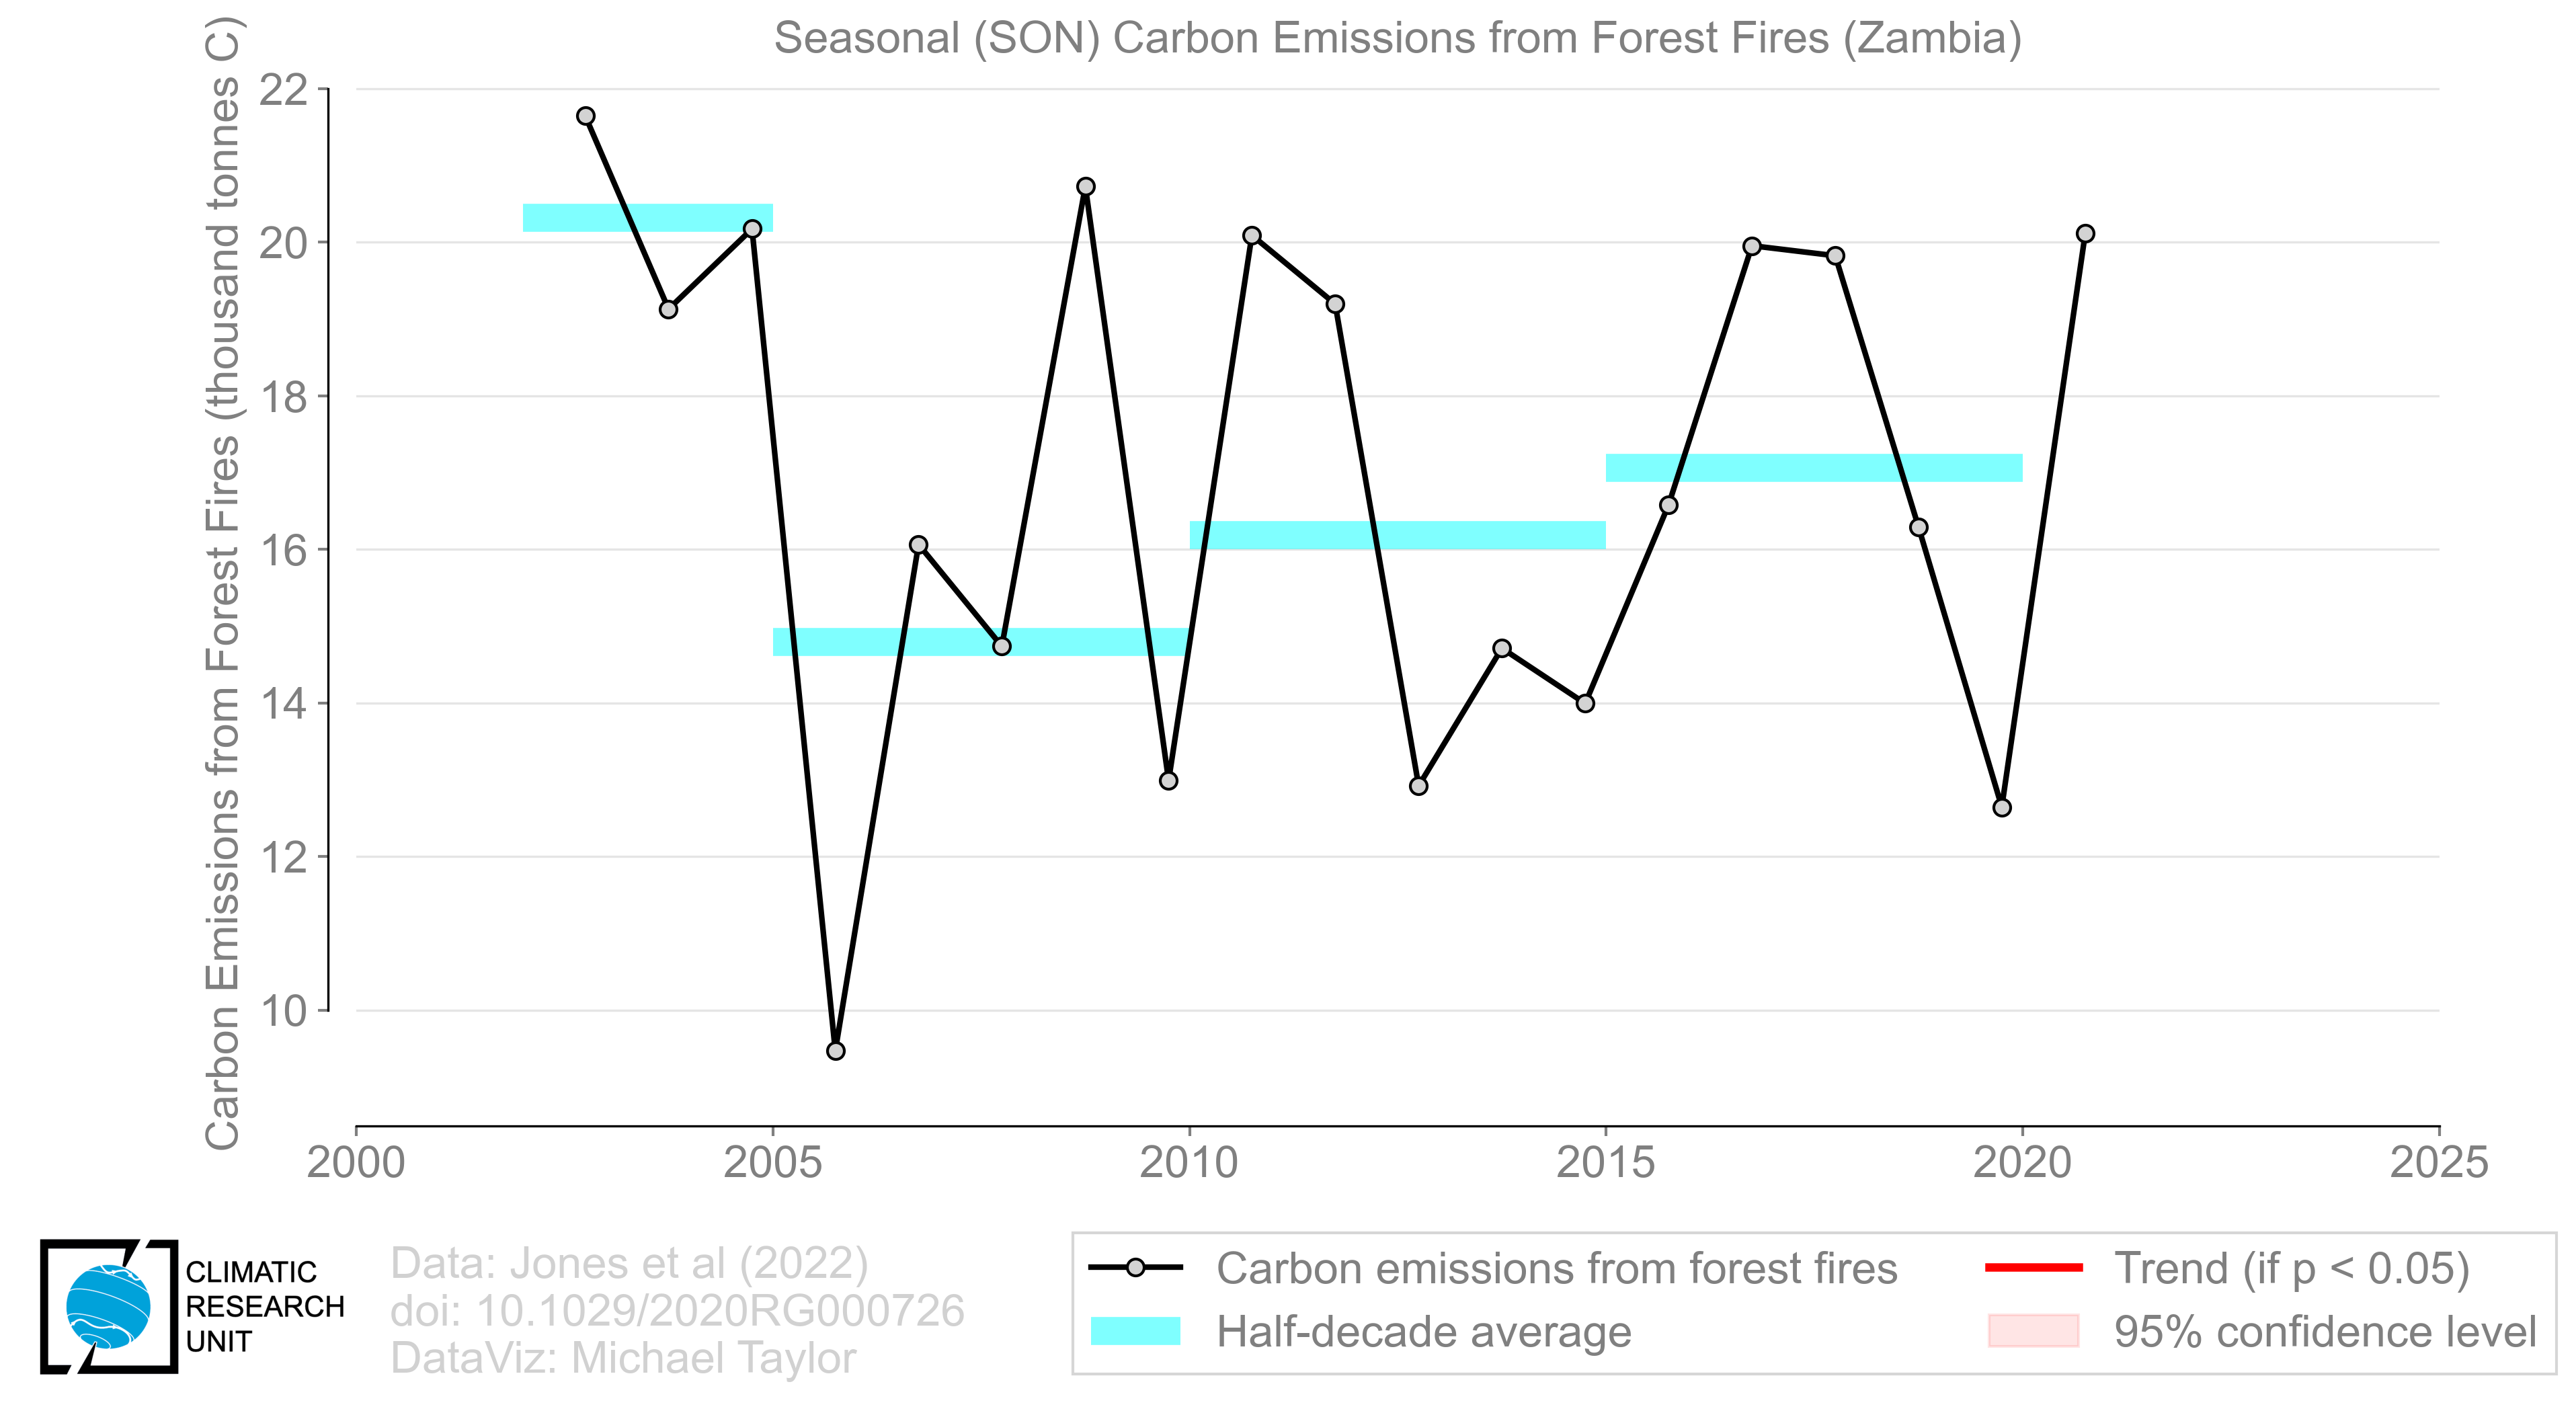 Seasonal (SON) Carbon Emissions from Forest Fires (Zambia)
Carbon Emissions from Forest Fires (thousand tonnes C)
22
20
18
16
14
12
10
2000 2005 2010 2015 2020 2025
CLIMATIC
RESEARCH
UNIT
Data: Jones et al (2022)
doi: 10.1029/2020RG000726
DataViz: Michael Taylor
Carbon emissions from forest fires
Half-decade average
Trend (if p < 0.05)
95% confidence level